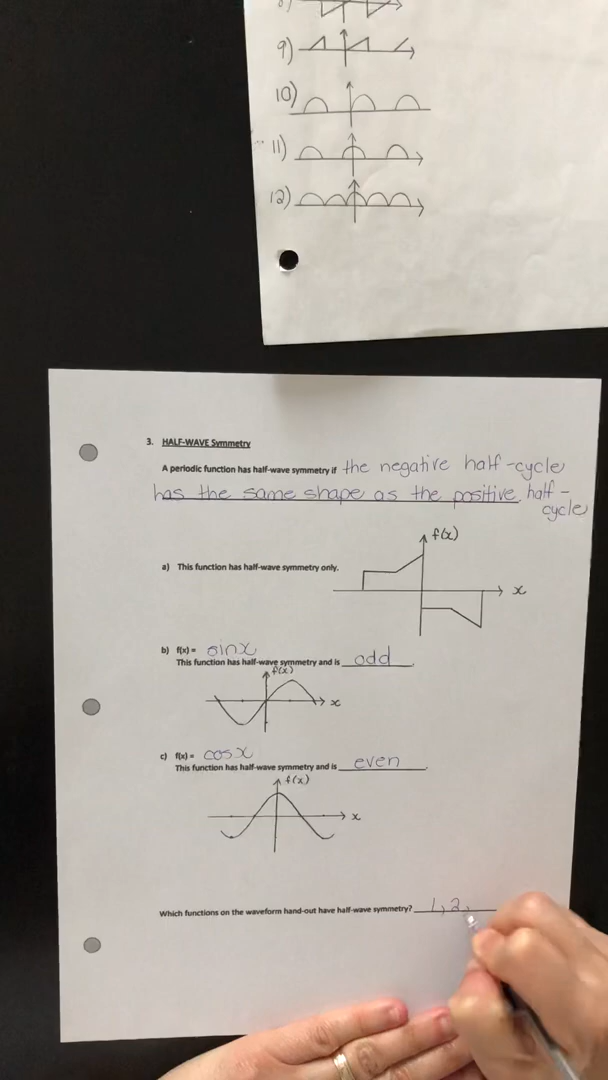 8)
9)
10)
11)
12)
3. HALF-WAVE Symmetry
A periodic function has half-wave symmetry if the negative half-cycle
has the same shape as the positive half-
cycle
f(x)
a) This function has half-wave symmetry only.
x
b) f(x) = sinx
This function has half-wave symmetry and is odd.
f(x)
x
c) f(x) = cosx
This function has half-wave symmetry and is even.
f(x)
x
Which functions on the waveform hand-out have half-wave symmetry? 1, 2,